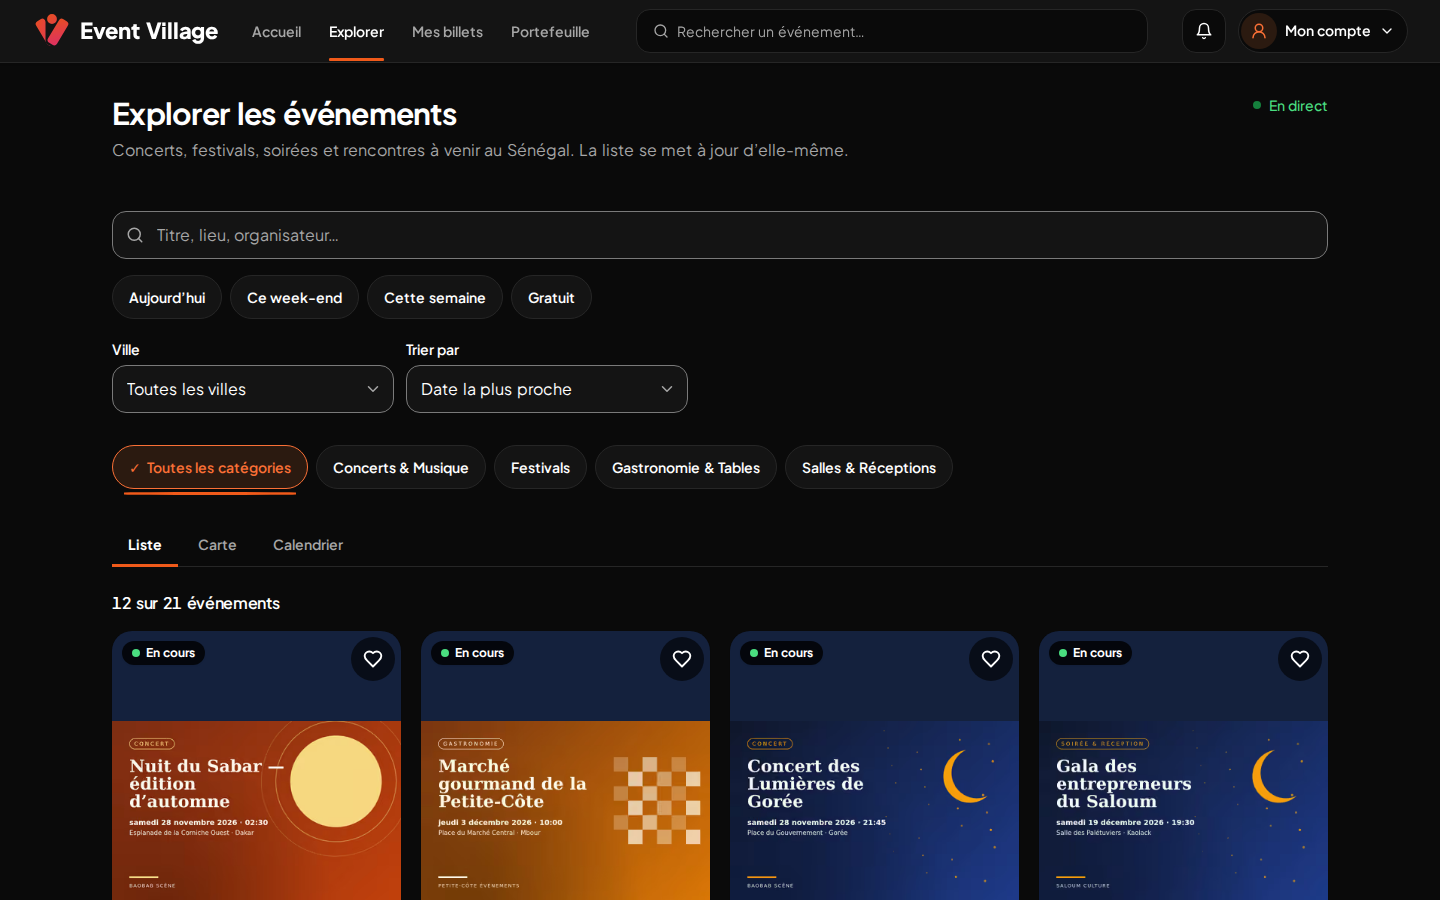 Event Village
Accueil
Explorer
Mes billets
Portefeuille
Rechercher un événement…
Mon compte
Explorer les événements
En direct
Concerts, festivals, soirées et rencontres à venir au Sénégal. La liste se met à jour d’elle-même.
Titre, lieu, organisateur…
Aujourd’hui
Ce week-end
Cette semaine
Gratuit
Ville
Trier par
Toutes les villes
Date la plus proche
✓ Toutes les catégories
Concerts & Musique
Festivals
Gastronomie & Tables
Salles & Réceptions
Liste
Carte
Calendrier
12 sur 21 événements
En cours
CONCERT
Nuit du Sabar —
édition
d’automne
samedi 28 novembre 2026 · 02:30
Esplanade de la Corniche Ouest · Dakar
BAOBAB SCÈNE
En cours
GASTRONOMIE
Marché
gourmand de la
Petite-Côte
jeudi 3 décembre 2026 · 10:00
Place du Marché Central · Mbour
PETITE-CÔTE ÉVÉNEMENTS
En cours
CONCERT
Concert des
Lumières de
Gorée
samedi 28 novembre 2026 · 21:45
Place du Gouvernement · Gorée
BAOBAB SCÈNE
En cours
SOIRÉE & RÉCEPTION
Gala des
entrepreneurs
du Saloum
samedi 19 décembre 2026 · 19:30
Salle des Palétuviers · Kaolack
SALOUM CULTURE